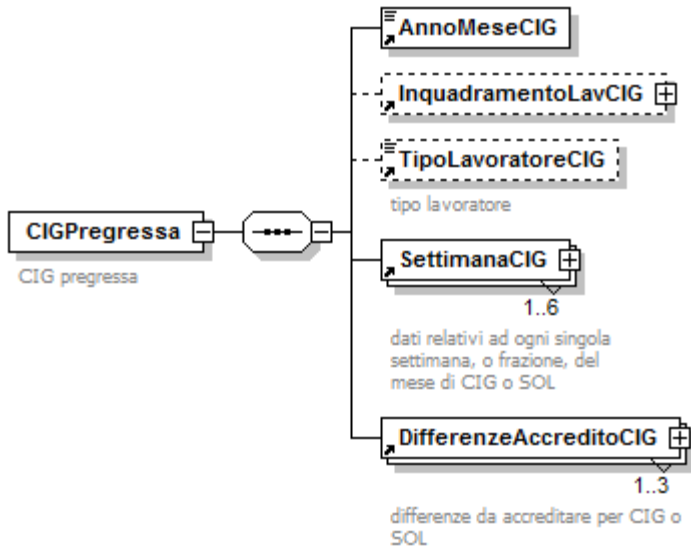 AnnoMeseCIG
InquadramentoLavCIG
TipoLavoratoreCIG
tipo lavoratore
CIGPregressa
CIG pregressa
SettimanaCIG
1..6
dati relativi ad ogni singola
settimana, o frazione, del
mese di CIG o SOL
DifferenzeAccreditoCIG
1..3
differenze da accreditare per CIG o
SOL